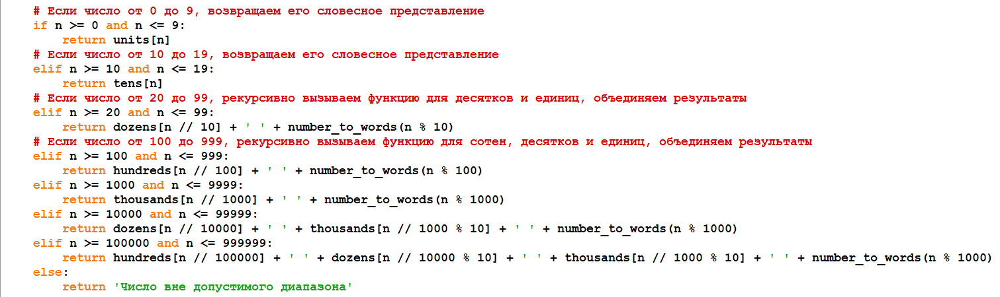 # Если число от 0 до 9, возвращаем его словесное представление
if n >= 0 and n <= 9:
    return units[n]
# Если число от 10 до 19, возвращаем его словесное представление
elif n >= 10 and n <= 19:
    return tens[n]
# Если число от 20 до 99, рекурсивно вызываем функцию для десятков и единиц, объединяем результаты
elif n >= 20 and n <= 99:
    return dozens[n // 10] + ' ' + number_to_words(n % 10)
# Если число от 100 до 999, рекурсивно вызываем функцию для сотен, десятков и единиц, объединяем результаты
elif n >= 100 and n <= 999:
    return hundreds[n // 100] + ' ' + number_to_words(n % 100)
elif n >= 1000 and n <= 9999:
    return thousands[n // 1000] + ' ' + number_to_words(n % 1000)
elif n >= 10000 and n <= 99999:
    return dozens[n // 10000] + ' ' + thousands[n // 1000 % 10] + ' ' + number_to_words(n % 1000)
elif n >= 100000 and n <= 999999:
    return hundreds[n // 100000] + ' ' + dozens[n // 10000 % 10] + ' ' + thousands[n // 1000 % 10] + ' ' + number_to_words(n % 1000)
else:
    return 'Число вне допустимого диапазона'